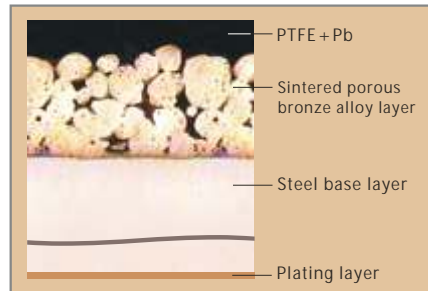 PTFE+Pb
Sintered porous
bronze alloy layer
Steel base layer
Plating layer